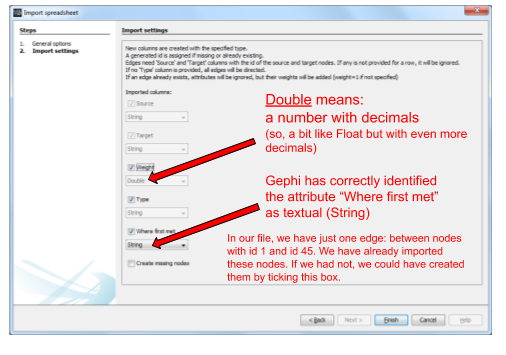 Import spreadsheet
Steps
1. General options
2. Import settings
Import settings
New columns are created with the specified type.
A generated id is assigned if missing or already existing.
Edges need 'Source' and 'Target' columns with the id of the source and target nodes. If any is not provided for a row, it will be ignored.
If no 'Type' column is provided, all edges will be directed.
If an edge already exists, attributes will be ignored, but their weights will be added (weight=1 if not specified)
Imported columns:
Source
String
Target
String
Weight
Double
Type
String
Where first met
String
Create missing nodes
Double means:
a number with decimals
(so, a bit like Float but with even more
decimals)
Gephi has correctly identified
the attribute “Where first met”
as textual (String)
In our file, we have just one edge: between nodes
with id 1 and id 45. We have already imported
these nodes. If we had not, we could have created
them by ticking this box.
< Back Next > Finish Cancel Help